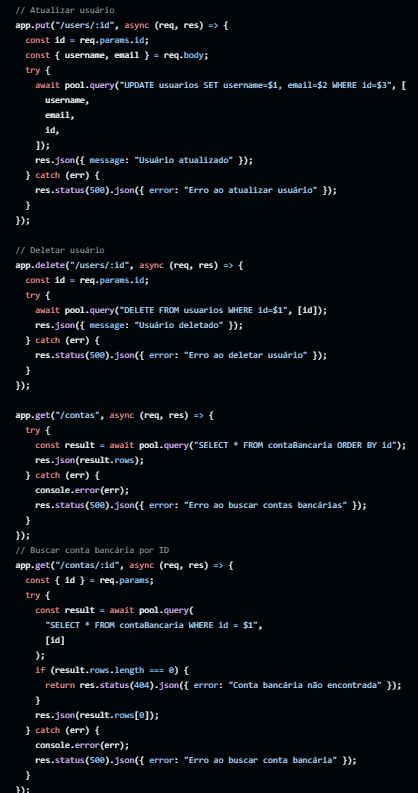 // Atualizar usuário
app.put("/users/:id", async (req, res) => {
  const id = req.params.id;
  const { username, email } = req.body;
  try {
    await pool.query("UPDATE usuarios SET username=$1, email=$2 WHERE id=$3", [
      username,
      email,
      id,
    ]);
    res.json({ message: "Usuário atualizado" });
  } catch (err) {
    res.status(500).json({ error: "Erro ao atualizar usuário" });
  }
});

// Deletar usuário
app.delete("/users/:id", async (req, res) => {
  const id = req.params.id;
  try {
    await pool.query("DELETE FROM usuarios WHERE id=$1", [id]);
    res.json({ message: "Usuário deletado" });
  } catch (err) {
    res.status(500).json({ error: "Erro ao deletar usuário" });
  }
});

app.get("/contas", async (req, res) => {
  try {
    const result = await pool.query("SELECT * FROM contaBancaria ORDER BY id");
    res.json(result.rows);
  } catch (err) {
    console.error(err);
    res.status(500).json({ error: "Erro ao buscar contas bancárias" });
  }
});
// Buscar conta bancária por ID
app.get("/contas/:id", async (req, res) => {
  const { id } = req.params;
  try {
    const result = await pool.query(
      "SELECT * FROM contaBancaria WHERE id = $1",
      [id]
    );
    if (result.rows.length === 0) {
      return res.status(404).json({ error: "Conta bancária não encontrada" });
    }
    res.json(result.rows[0]);
  } catch (err) {
    console.error(err);
    res.status(500).json({ error: "Erro ao buscar conta bancária" });
  }
});